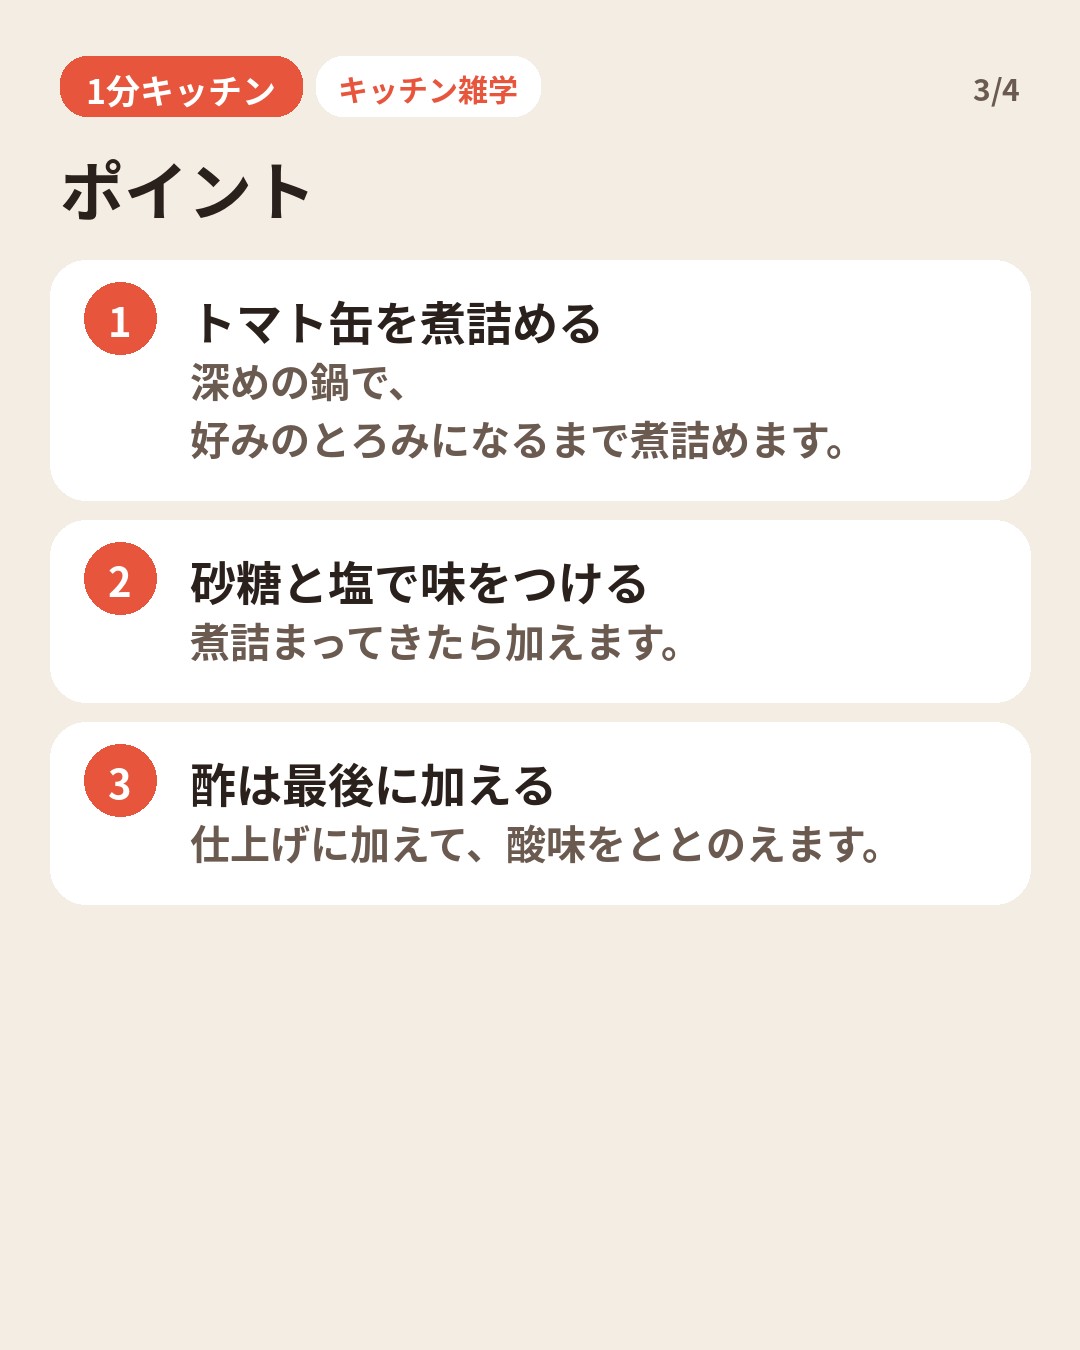 1分キッチン キッチン雑学 3/4
ポイント
1 トマト缶を煮詰める
深めの鍋で、
好みのとろみになるまで煮詰めます。
2 砂糖と塩で味をつける
煮詰まってきたら加えます。
3 酢は最後に加える
仕上げに加えて、酸味をととのえます。